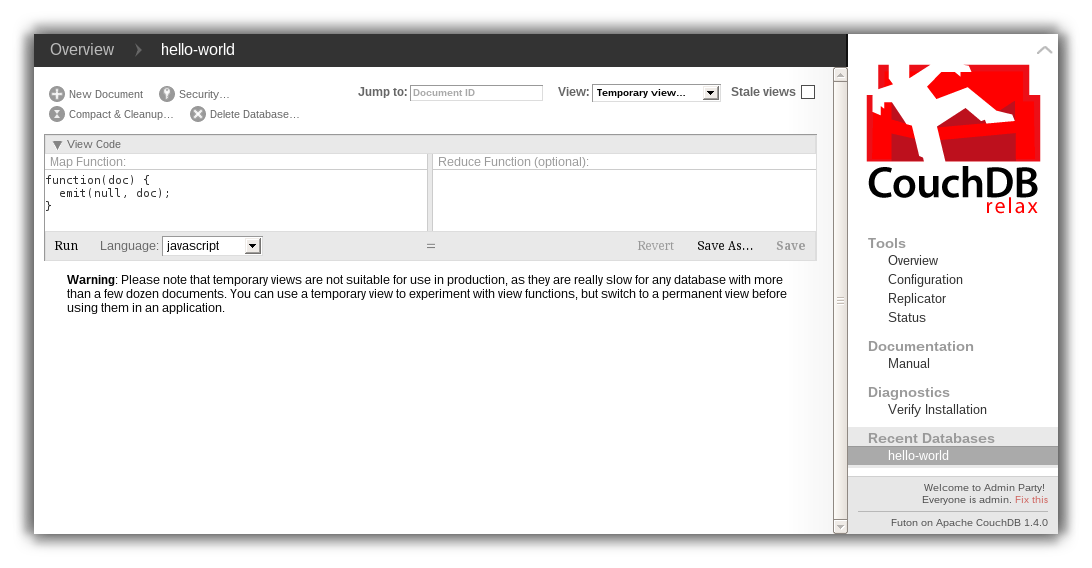 Overview hello-world
New Document Security…
Compact & Cleanup… Delete Database…
Jump to: Document ID View: Temporary view… Stale views
View Code
Map Function: Reduce Function (optional):
function(doc) {
  emit(null, doc);
}
Run Language: javascript = Revert Save As… Save
Warning: Please note that temporary views are not suitable for use in production, as they are really slow for any database with more
than a few dozen documents. You can use a temporary view to experiment with view functions, but switch to a permanent view before
using them in an application.
CouchDB
relax
Tools
Overview
Configuration
Replicator
Status
Documentation
Manual
Diagnostics
Verify Installation
Recent Databases
hello-world
Welcome to Admin Party!
Everyone is admin. Fix this
Futon on Apache CouchDB 1.4.0